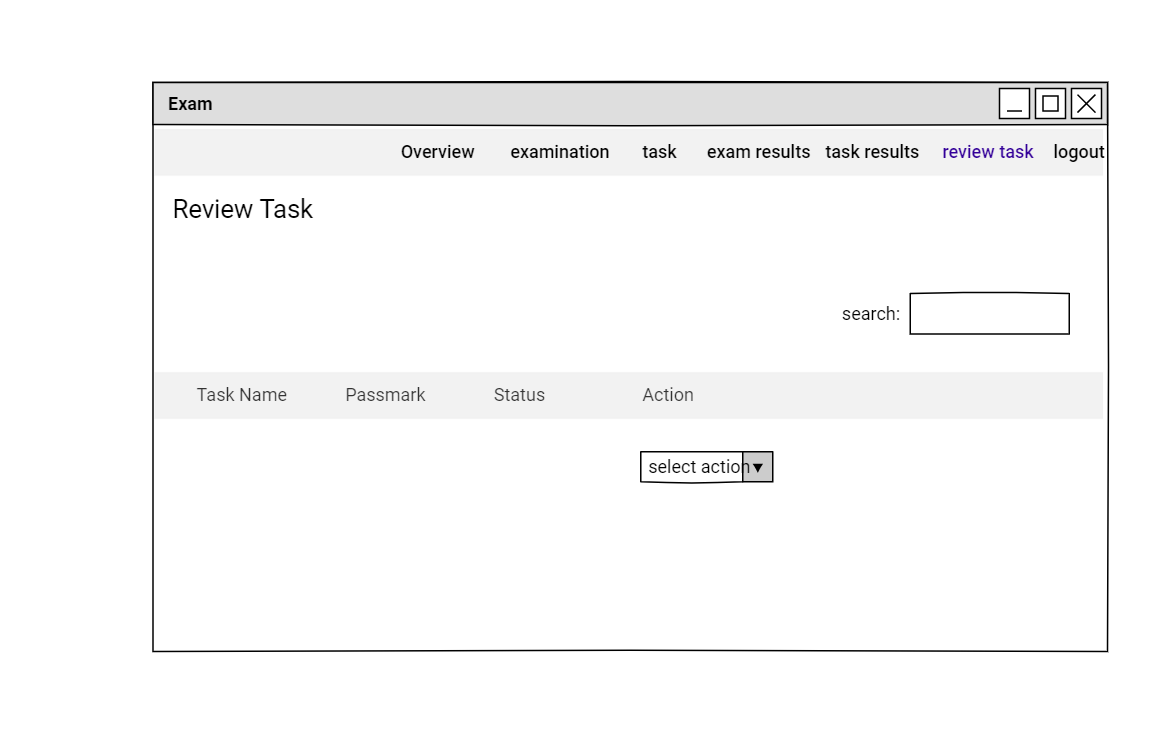 Exam
Overview examination task exam results task results review task logout
Review Task
search:
Task Name Passmark Status Action
select action